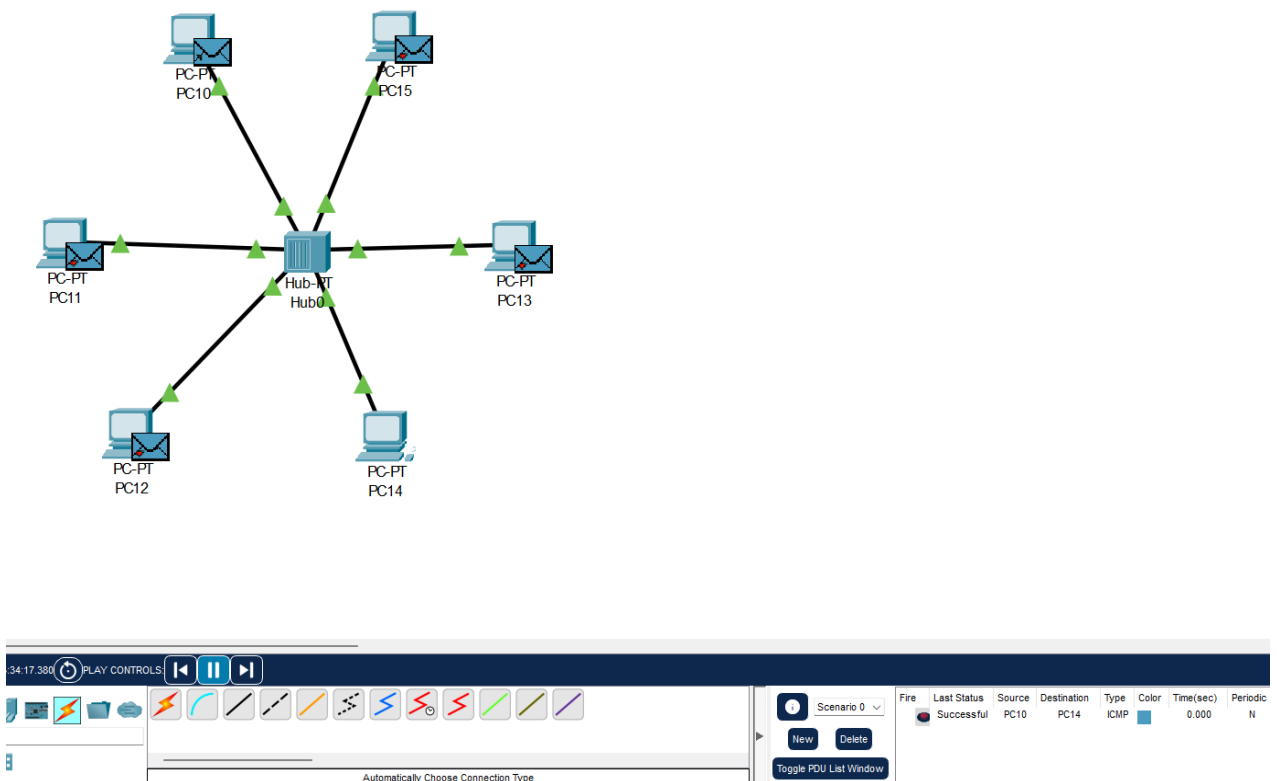 PC-PT
PC10
PC-PT
PC15
PC-PT
PC11
Hub-PT
Hub0
PC-PT
PC13
PC-PT
PC12
PC-PT
PC14
:34:17.380 PLAY CONTROLS:
Scenario 0
New Delete
Toggle PDU List Window
Fire Last Status Source Destination Type Color Time(sec) Periodic
Successful PC10 PC14 ICMP 0.000 N
Automatically Choose Connection Type